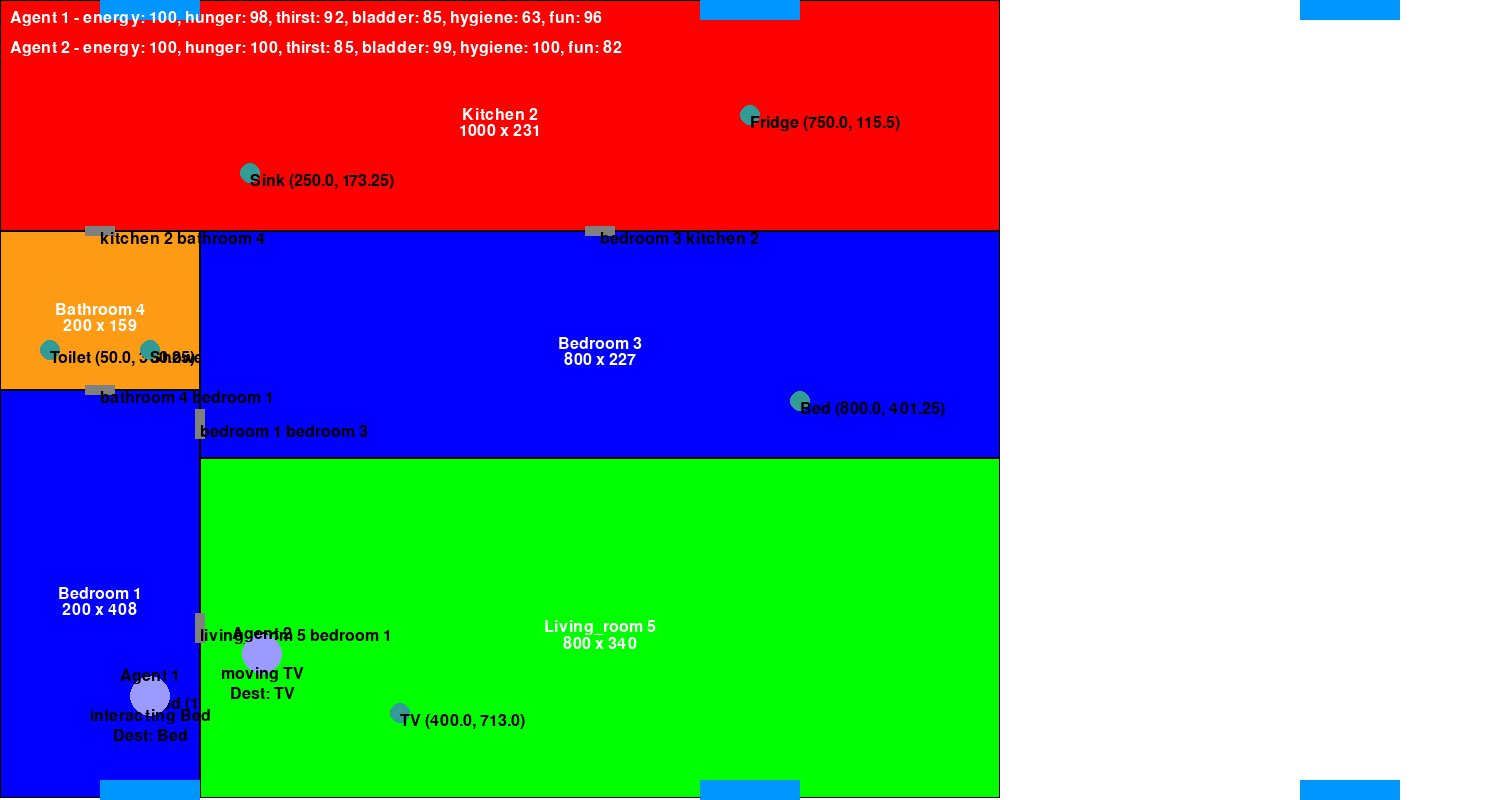 Agent 1 - energy: 100, hunger: 98, thirst: 92, bladder: 85, hygiene: 63, fun: 96
Agent 2 - energy: 100, hunger: 100, thirst: 85, bladder: 99, hygiene: 100, fun: 82
Kitchen 2
1000 x 231
Fridge (750.0, 115.5)
Sink (250.0, 173.25)
kitchen 2 bathroom 4
bedroom 3 kitchen 2
Bathroom 4
200 x 159
Toilet (50.0,
Bedroom 3
800 x 227
bathroom 4 bedroom 1
Bed (800.0, 401.25)
bedroom 1 bedroom 3
Bedroom 1
200 x 408
Living_room 5
800 x 340
living_room 5 bedroom 1
Agent 2
moving TV
Dest: TV
Agent 1
interacting Bed
Dest: Bed
TV (400.0, 713.0)